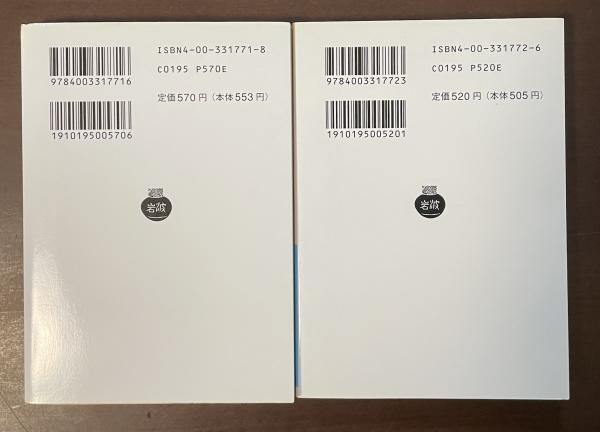 ISBN4-00-331771-8
C0195 P570E
9784003317716
定価570円(本体553円)
1910195005706
岩波
ISBN4-00-331772-6
C0195 P520E
9784003317723
定価520円(本体505円)
1910195005201
岩波